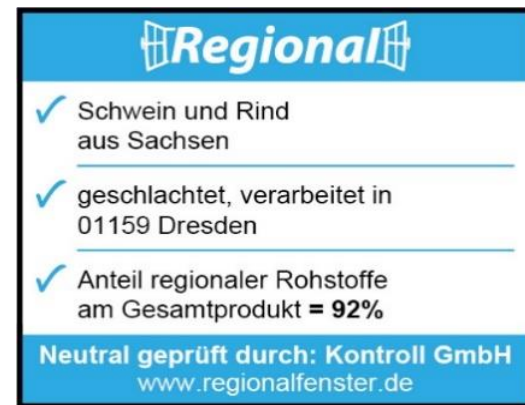 Regional
Schwein und Rind
aus Sachsen
geschlachtet, verarbeitet in
01159 Dresden
Anteil regionaler Rohstoffe
am Gesamtprodukt = 92%
Neutral geprüft durch: Kontroll GmbH
www.regionalfenster.de